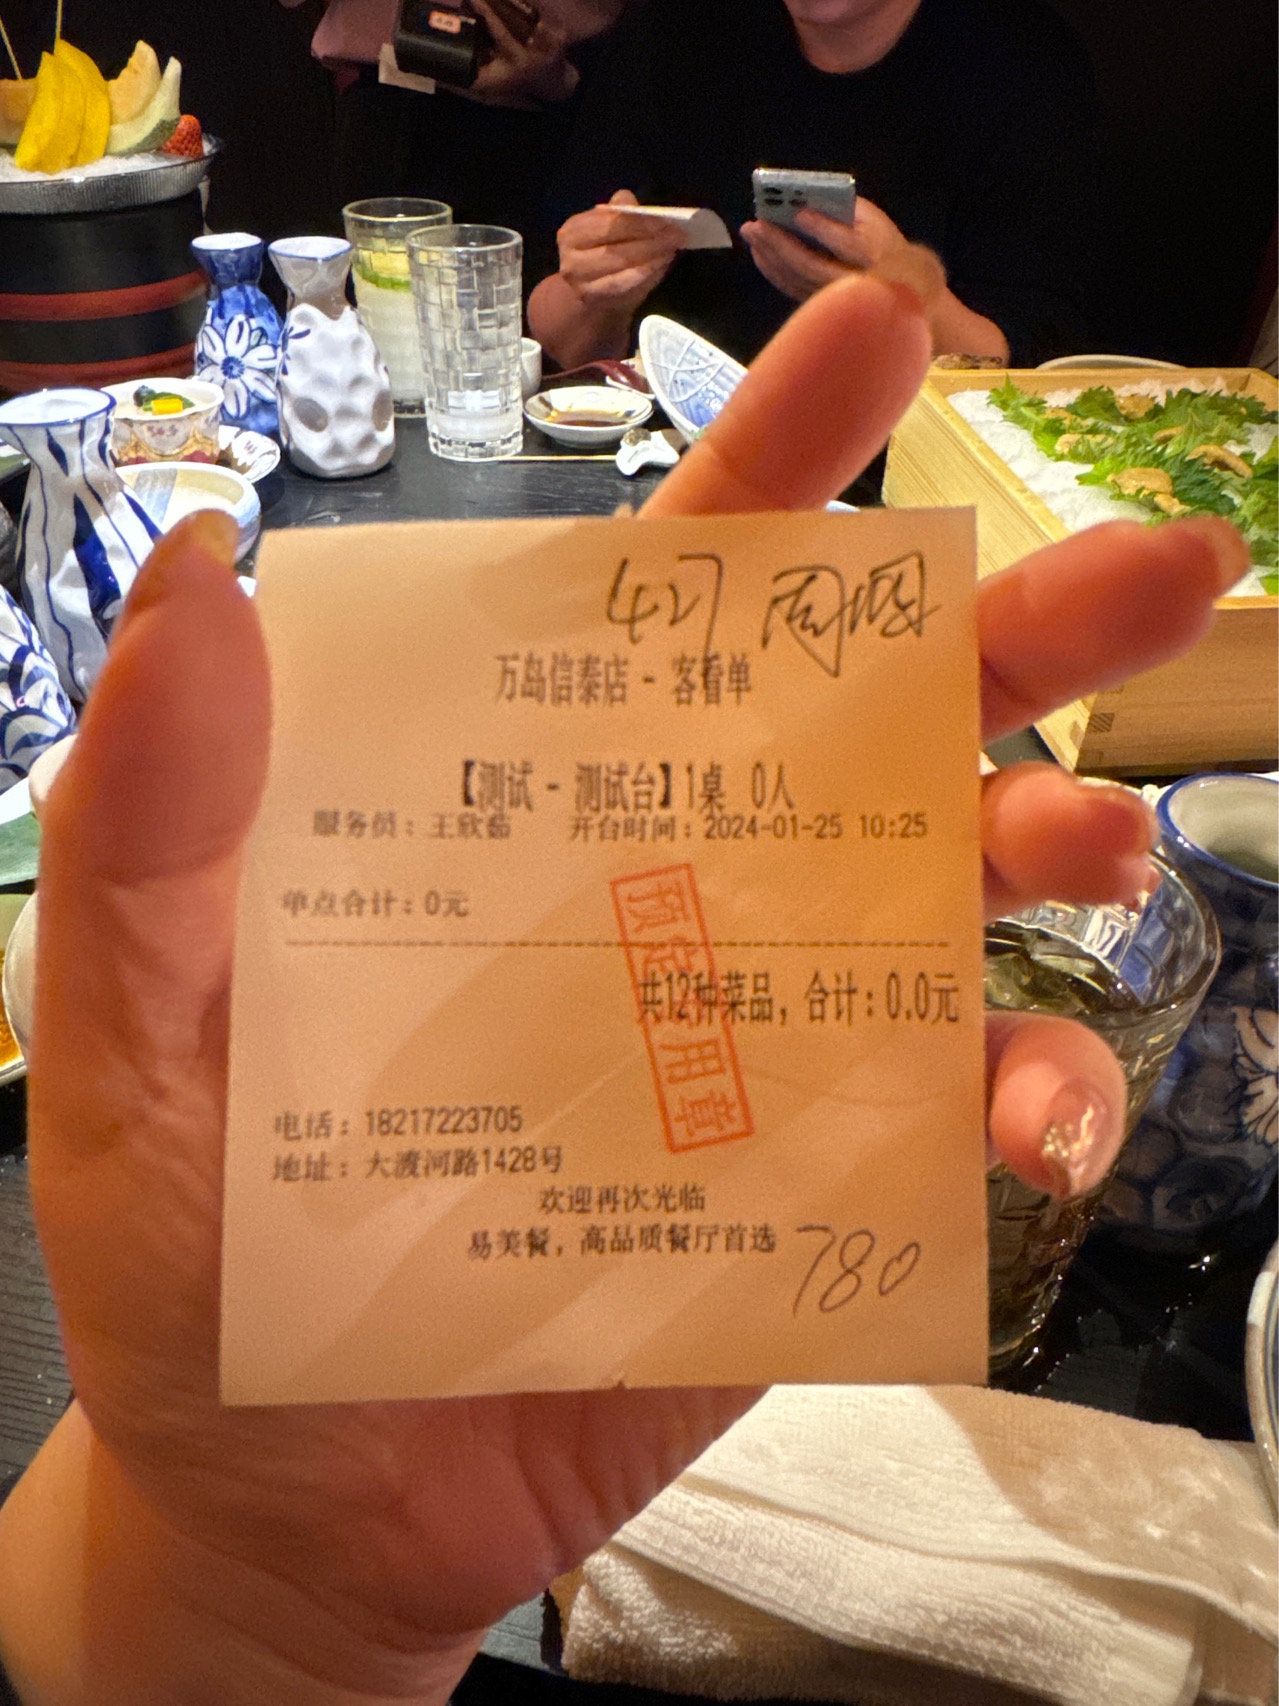 427 周
万岛信泰店 - 客看单
【测试 - 测试台】1桌 0人
服务员：王欣茹 开台时间：2024-01-25 10:25
单点合计：0元
预定专用章
共12种菜品，合计：0.0元
电话：18217223705
地址：大渡河路1428号
欢迎再次光临
易美餐，高品质餐厅首选
780